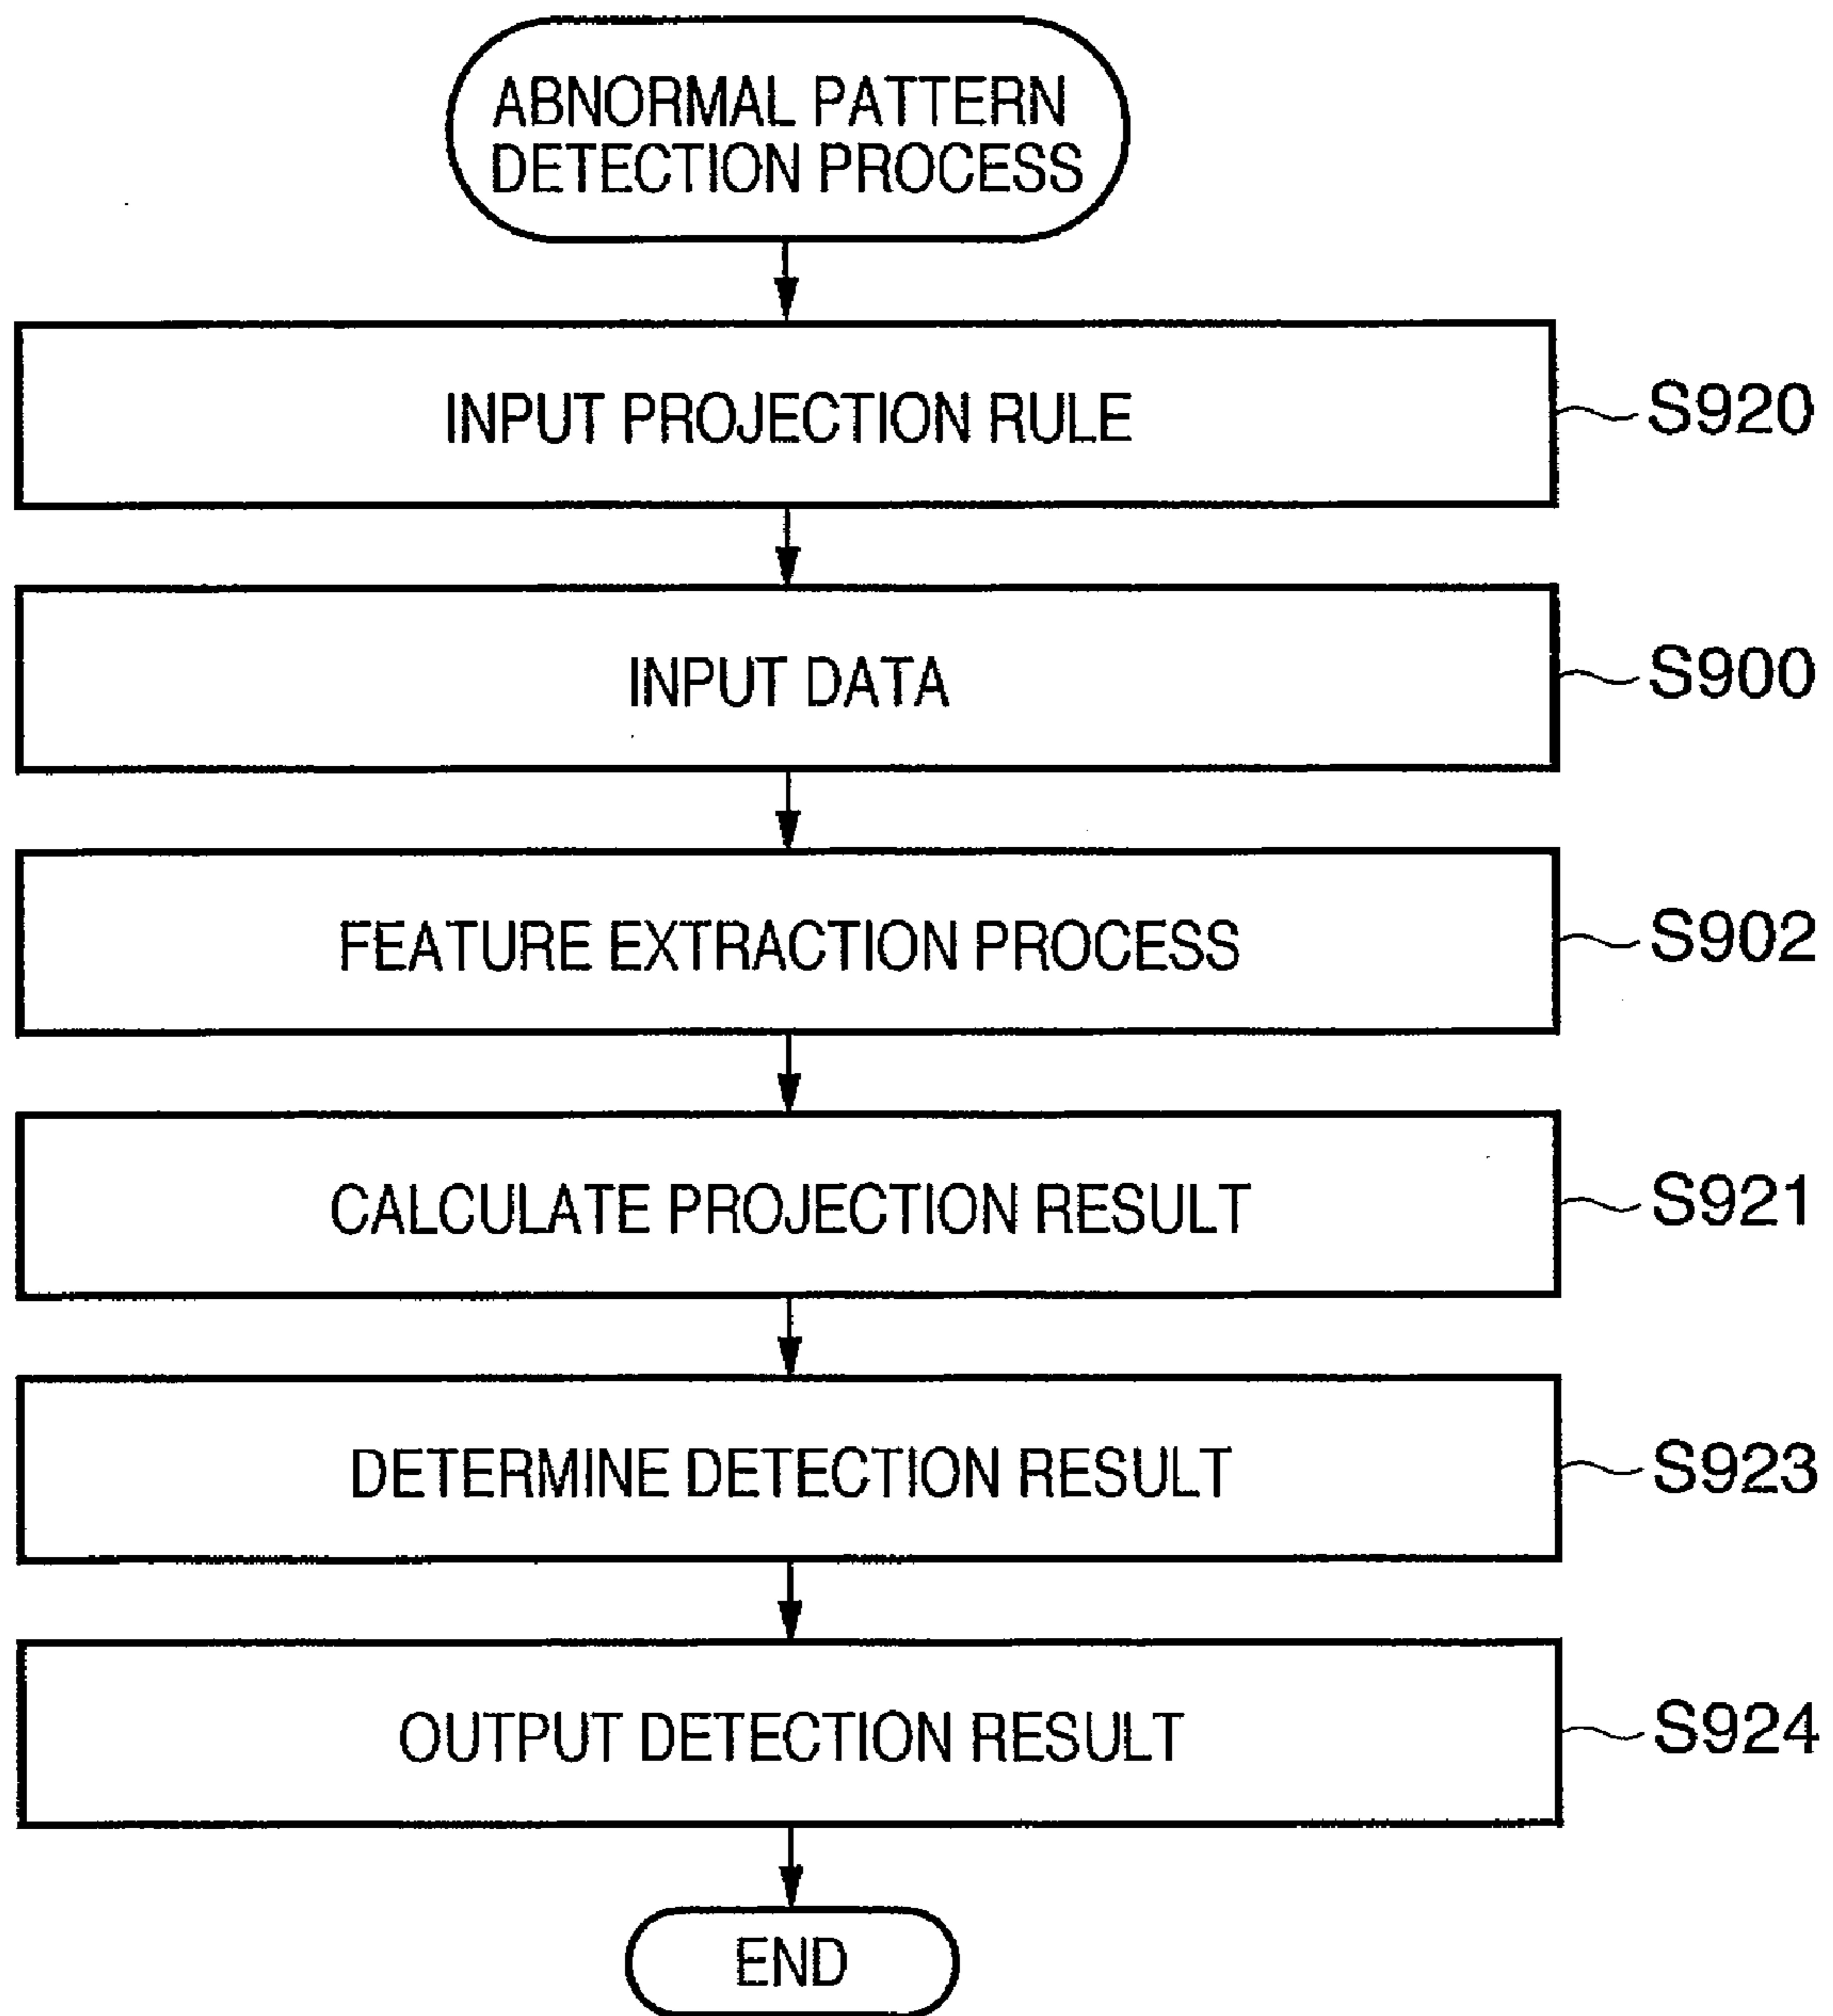 ABNORMAL PATTERN
DETECTION PROCESS
INPUT PROJECTION RULE
S920
INPUT DATA
S900
FEATURE EXTRACTION PROCESS
S902
CALCULATE PROJECTION RESULT
S921
DETERMINE DETECTION RESULT
S923
OUTPUT DETECTION RESULT
S924
END